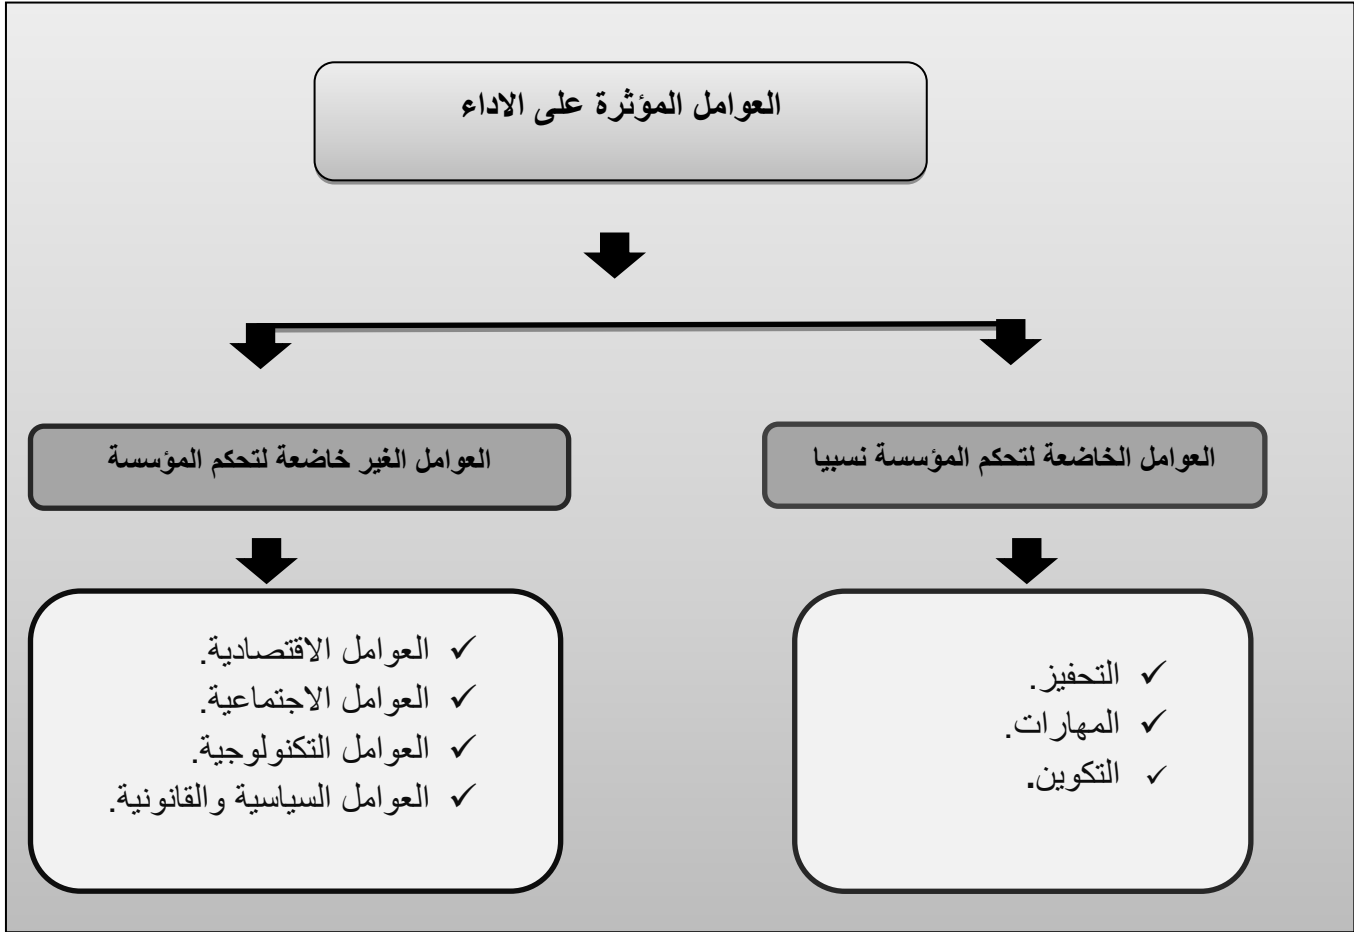 العوامل المؤثرة على الاداء
العوامل الخاضعة لتحكم المؤسسة نسبيا
العوامل الغير خاضعة لتحكم المؤسسة
✓ التحفيز.
✓ المهارات.
✓ التكوين.
✓ العوامل الاقتصادية.
✓ العوامل الاجتماعية.
✓ العوامل التكنولوجية.
✓ العوامل السياسية والقانونية.